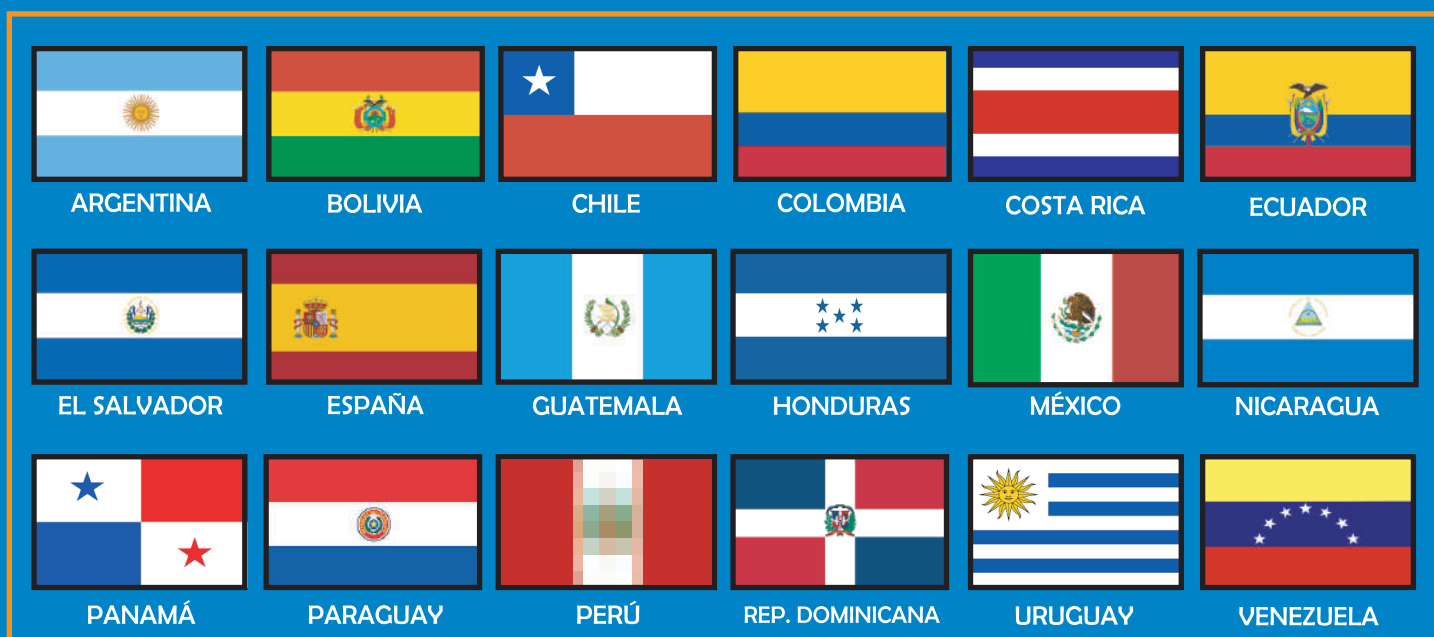 ARGENTINA BOLIVIA CHILE COLOMBIA COSTA RICA ECUADOR
EL SALVADOR ESPAÑA GUATEMALA HONDURAS MÉXICO NICARAGUA
PANAMÁ PARAGUAY PERÚ REP. DOMINICANA URUGUAY VENEZUELA